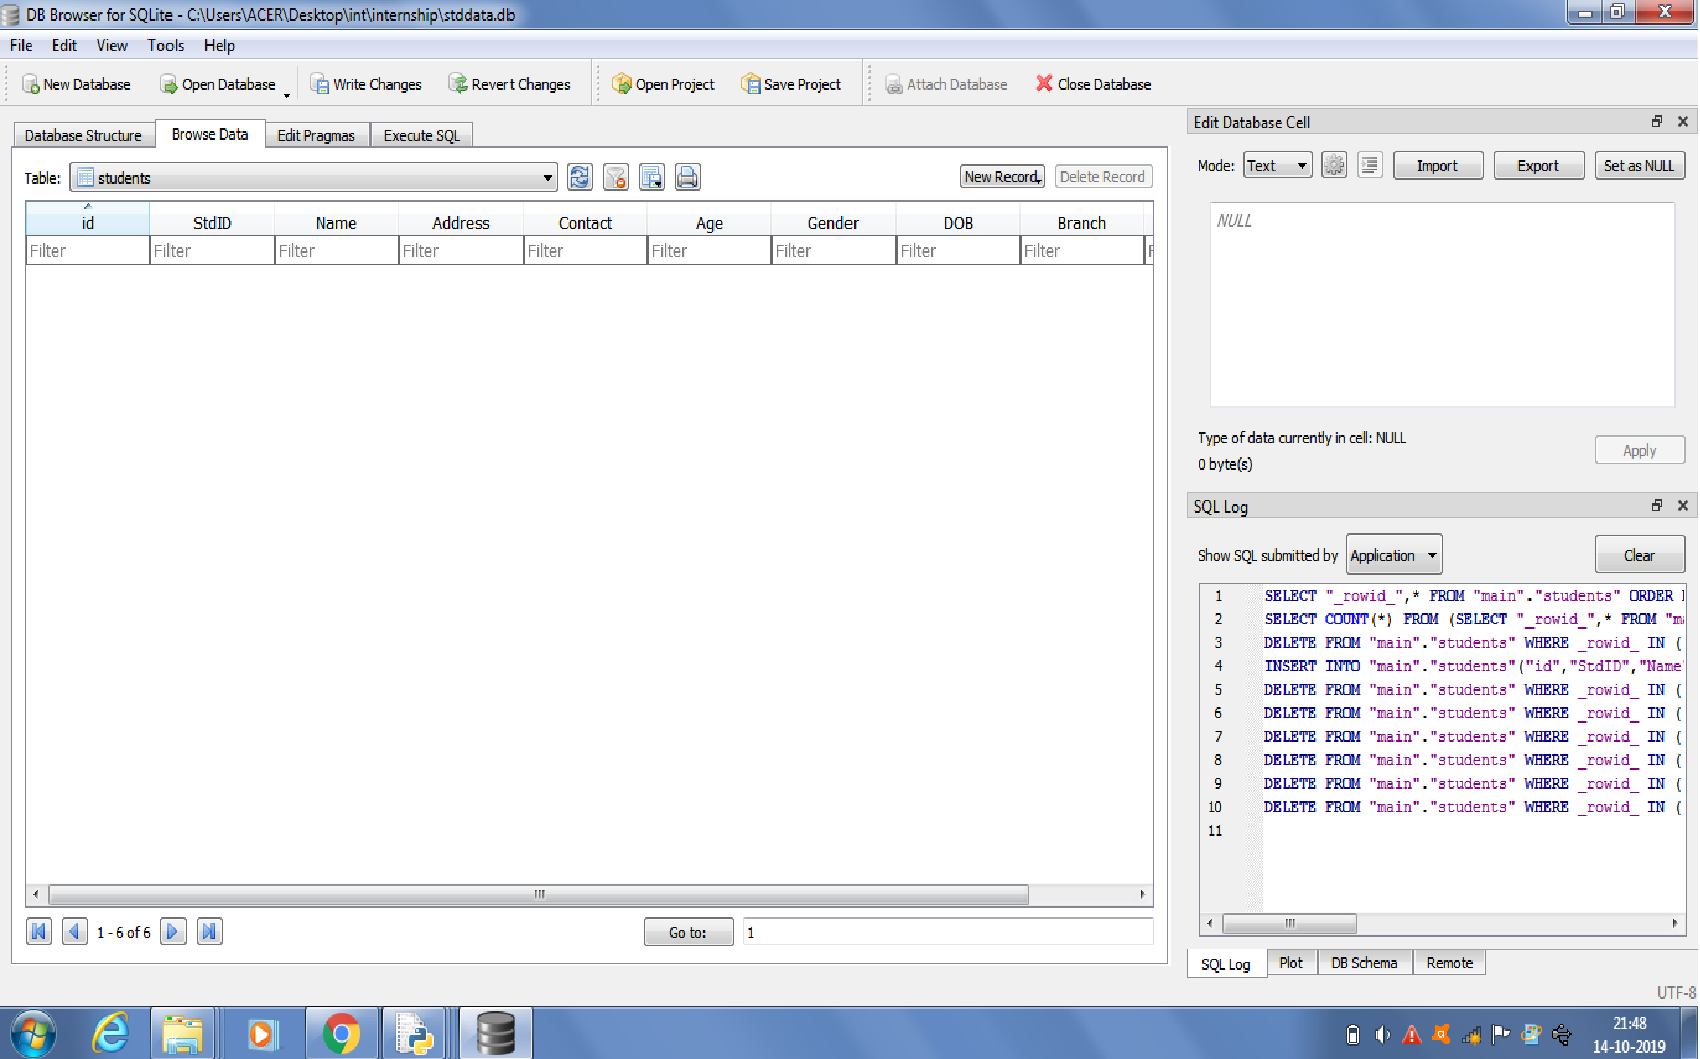 DB Browser for SQLite - C:\Users\ACER\Desktop\int\internship\stddata.db
File Edit View Tools Help
New Database Open Database Write Changes Revert Changes Open Project Save Project Attach Database Close Database
Database Structure Browse Data Edit Pragmas Execute SQL
Table: students New Record Delete Record
id StdID Name Address Contact Age Gender DOB Branch
Filter Filter Filter Filter Filter Filter Filter Filter Filter F
1 - 6 of 6 Go to: 1
Edit Database Cell
Mode: Text Import Export Set as NULL
NULL
Type of data currently in cell: NULL
0 byte(s)
Apply
SQL Log
Show SQL submitted by Application Clear
1 SELECT "_rowid_",* FROM "main"."students" ORDER
2 SELECT COUNT(*) FROM (SELECT "_rowid_",* FROM "m
3 DELETE FROM "main"."students" WHERE _rowid_ IN (
4 INSERT INTO "main"."students"("id","StdID","Name"
5 DELETE FROM "main"."students" WHERE _rowid_ IN (
6 DELETE FROM "main"."students" WHERE _rowid_ IN (
7 DELETE FROM "main"."students" WHERE _rowid_ IN (
8 DELETE FROM "main"."students" WHERE _rowid_ IN (
9 DELETE FROM "main"."students" WHERE _rowid_ IN (
10 DELETE FROM "main"."students" WHERE _rowid_ IN (
11
SQL Log Plot DB Schema Remote
UTF-8
21:48
14-10-2019